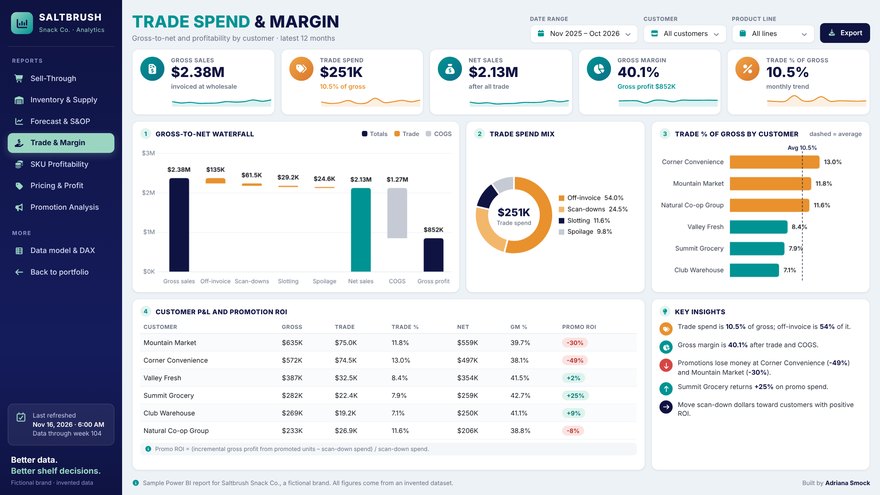 SALTBRUSH
Snack Co. · Analytics
REPORTS
Sell-Through
Inventory & Supply
Forecast & S&OP
Trade & Margin
SKU Profitability
Pricing & Profit
Promotion Analysis
MORE
Data model & DAX
Back to portfolio
Last refreshed
Nov 16, 2026 · 6:00 AM
Data through week 104
Better data.
Better shelf decisions.
Fictional brand · invented data
TRADE SPEND & MARGIN
Gross-to-net and profitability by customer · latest 12 months
DATE RANGE
Nov 2025 – Oct 2026
CUSTOMER
All customers
PRODUCT LINE
All lines
Export
GROSS SALES
$2.38M
invoiced at wholesale
TRADE SPEND
$251K
10.5% of gross
NET SALES
$2.13M
after all trade
GROSS MARGIN
40.1%
Gross profit $852K
TRADE % OF GROSS
10.5%
monthly trend
1 GROSS-TO-NET WATERFALL
Totals Trade COGS
$3M
$2M
$1M
$0K
$2.38M $135K $61.5K $29.2K $24.6K $2.13M $1.27M $852K
Gross sales Off-invoice Scan-downs Slotting Spoilage Net sales COGS Gross profit
2 TRADE SPEND MIX
$251K
Trade spend
Off-invoice 54.0%
Scan-downs 24.5%
Slotting 11.6%
Spoilage 9.8%
3 TRADE % OF GROSS BY CUSTOMER dashed = average
Avg 10.5%
Corner Convenience 13.0%
Mountain Market 11.8%
Natural Co-op Group 11.6%
Valley Fresh 8.4%
Summit Grocery 7.9%
Club Warehouse 7.1%
4 CUSTOMER P&L AND PROMOTION ROI
CUSTOMER GROSS TRADE TRADE % NET GM % PROMO ROI
Mountain Market $635K $75.0K 11.8% $559K 39.7% -30%
Corner Convenience $572K $74.5K 13.0% $497K 38.1% -49%
Valley Fresh $387K $32.5K 8.4% $354K 41.5% +2%
Summit Grocery $282K $22.4K 7.9% $259K 42.7% +25%
Club Warehouse $269K $19.2K 7.1% $250K 41.1% +9%
Natural Co-op Group $233K $26.9K 11.6% $206K 38.8% -8%
Promo ROI = (incremental gross profit from promoted units – scan-down spend) / scan-down spend.
KEY INSIGHTS
Trade spend is 10.5% of gross; off-invoice is 54% of it.
Gross margin is 40.1% after trade and COGS.
Promotions lose money at Corner Convenience (-49%)
and Mountain Market (-30%).
Summit Grocery returns +25% on promo spend.
Move scan-down dollars toward customers with positive
ROI.
Sample Power BI report for Saltbrush Snack Co., a fictional brand. All figures come from an invented dataset.
Built by Adriana Smock